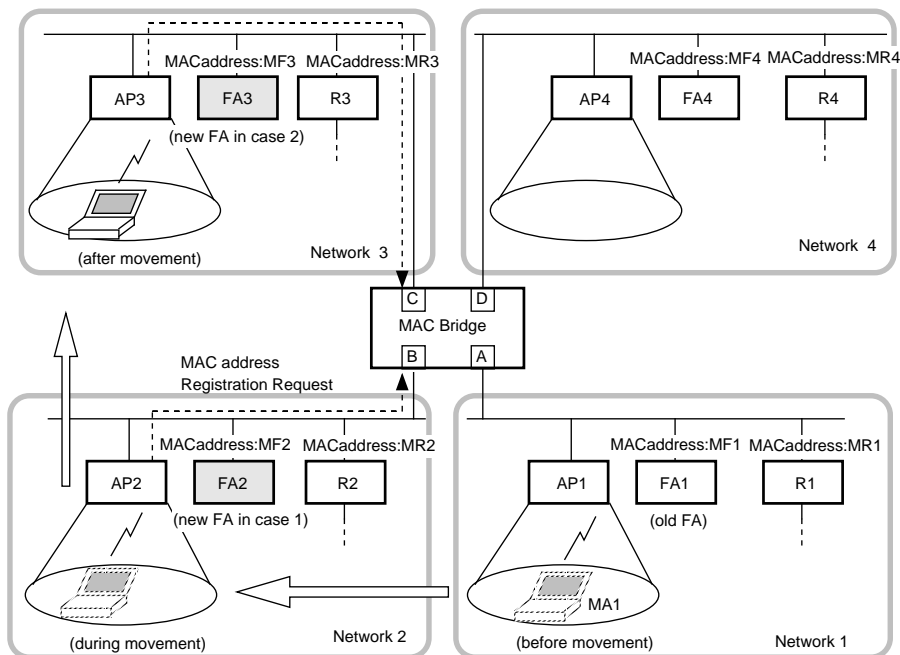 MACaddress:MF3
MACaddress:MR3
AP3
FA3
R3
(new FA in case 2)
(after movement)
Network 3
MACaddress:MF4
MACaddress:MR4
AP4
FA4
R4
Network 4
C
D
MAC Bridge
B
A
MAC address
Registration Request
MACaddress:MF2
MACaddress:MR2
AP2
FA2
R2
(new FA in case 1)
(during movement)
Network 2
MACaddress:MF1
MACaddress:MR1
AP1
FA1
R1
(old FA)
MA1
(before movement)
Network 1